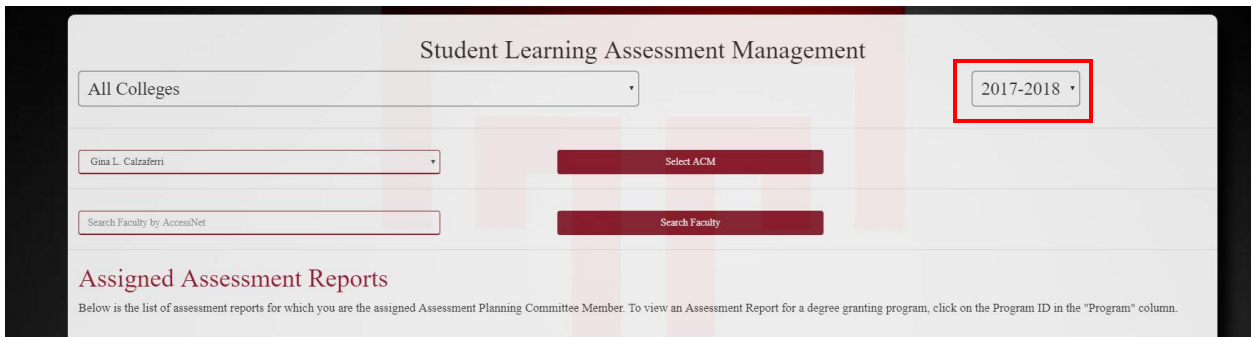 Student Learning Assessment Management
All Colleges
2017-2018
Gina L. Calzaferri
Select ACM
Search Faculty by AccessNet
Search Faculty
Assigned Assessment Reports
Below is the list of assessment reports for which you are the assigned Assessment Planning Committee Member. To view an Assessment Report for a degree granting program, click on the Program ID in the "Program" column.